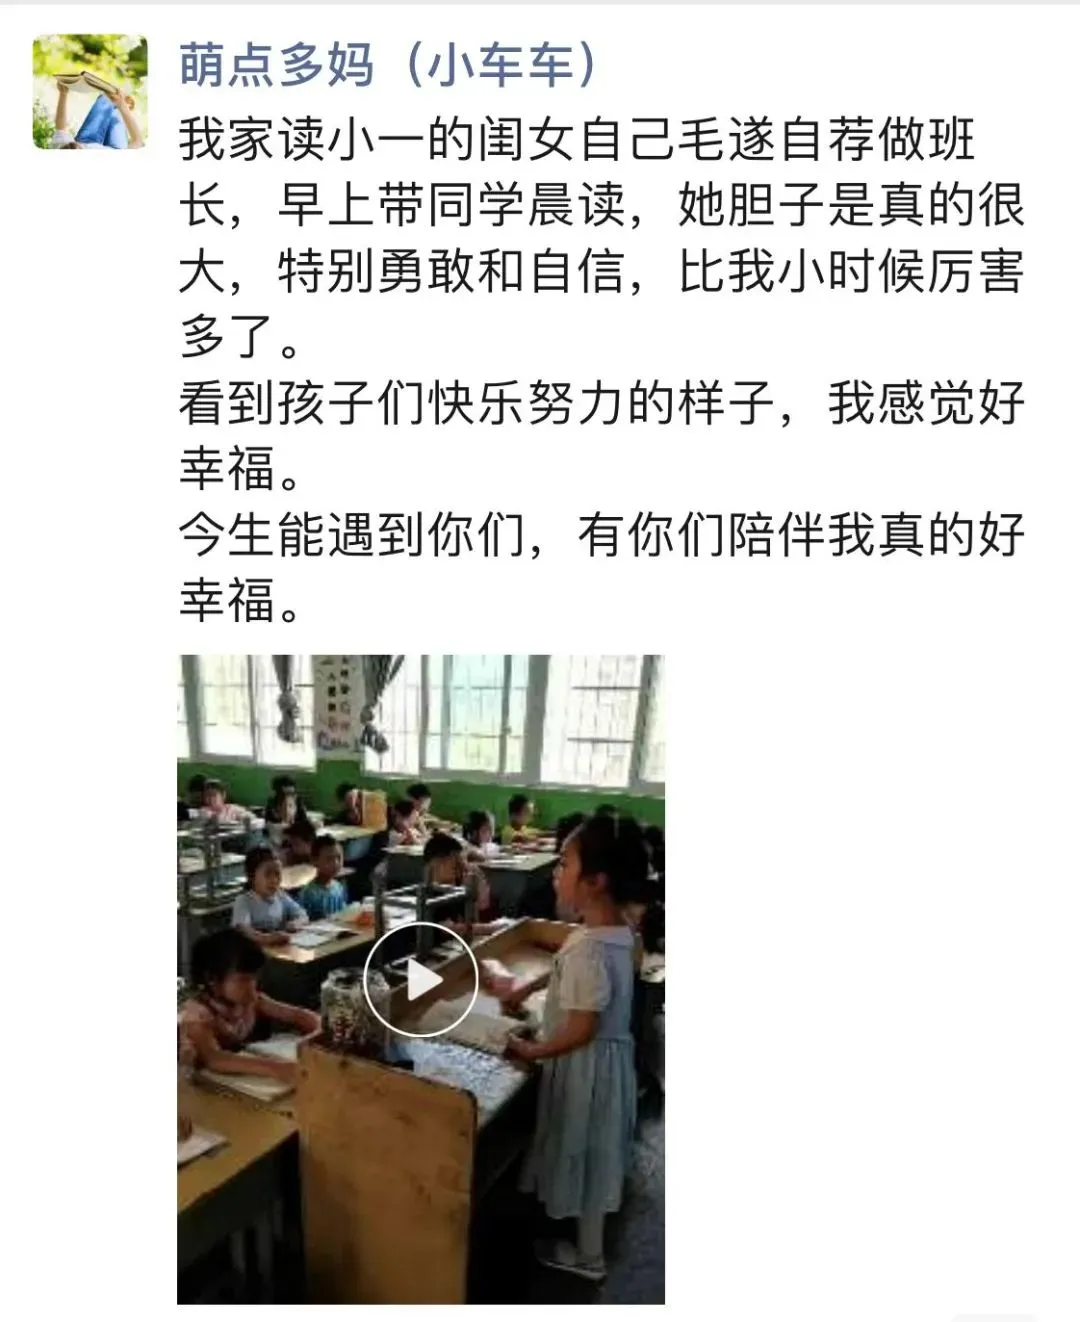 萌点多妈（小车车）
我家读小一的闺女自己毛遂自荐做班
长，早上带同学晨读，她胆子是真的很
大，特别勇敢和自信，比我小时候厉害
多了。
看到孩子们快乐努力的样子，我感觉好
幸福。
今生能遇到你们，有你们陪伴我真的好
幸福。